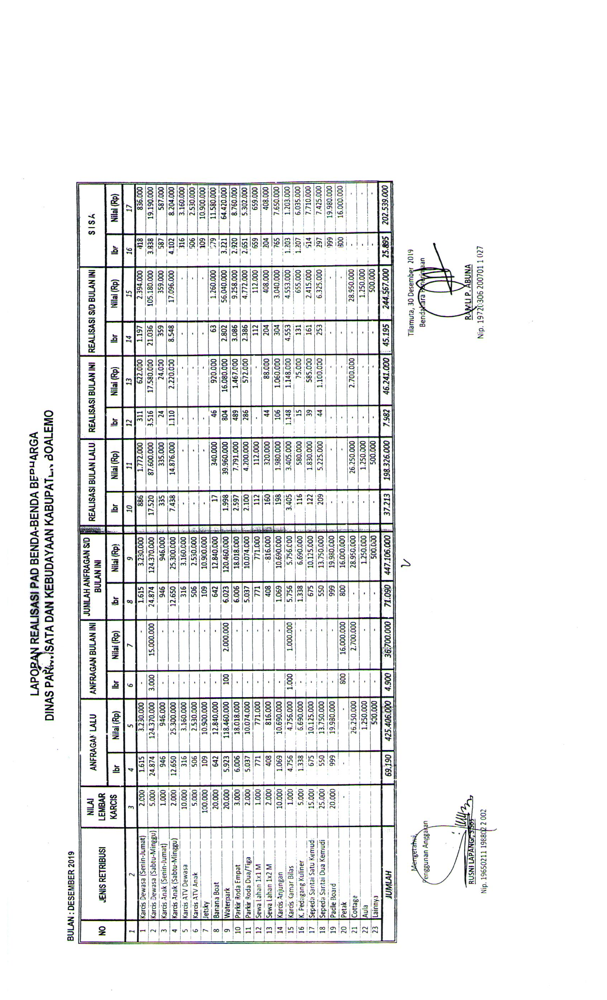 LAPORAN REALISASI PAD BENDA-BENDA BERHARGA
DINAS PARIWISATA DAN KEBUDAYAAN KABUPATEN BOALEMO
BULAN : DESEMBER 2019
NO JENIS RETRIBUSI NILAI LEMBAR KARCIS ANFRAGAN LALU ANFRAGAN BULAN INI JUMLAH ANFRAGAN S/D BULAN INI REALISASI BULAN LALU REALISASI BULAN INI REALISASI S/D BULAN INI S I S A
lbr Nilai (Rp) lbr Nilai (Rp) lbr Nilai (Rp) lbr Nilai (Rp) lbr Nilai (Rp) lbr Nilai (Rp) lbr Nilai (Rp)
1 2 3 4 5 6 7 8 9 10 11 12 13 14 15 16 17
1 Karcis Dewasa (Senin-Jumat) 2.000 1.615 3.230.000 - - 1.615 3.230.000 886 1.772.000 311 622.000 1.197 2.394.000 418 836.000
2 Karcis Dewasa (Sabtu-Minggu) 5.000 24.874 124.370.000 3.000 15.000.000 24.874 124.370.000 17.520 87.600.000 3.516 17.580.000 21.036 105.180.000 3.838 19.190.000
3 Karcis Anak (Senin-Jumat) 1.000 946 946.000 - - 946 946.000 335 335.000 24 24.000 359 359.000 587 587.000
4 Karcis Anak (Sabtu-Minggu) 2.000 12.650 25.300.000 - - 12.650 25.300.000 7.438 14.876.000 1.110 2.220.000 8.548 17.096.000 4.102 8.204.000
5 Karcis ATV Dewasa 10.000 316 3.160.000 - - 316 3.160.000 - - - - - - 316 3.160.000
6 Karcis ATV Anak 5.000 506 2.530.000 - - 506 2.530.000 - - - - - - 506 2.530.000
7 Jetsky 100.000 109 10.900.000 - - 109 10.900.000 - - - - - - 109 10.900.000
8 Banana Boat 20.000 642 12.840.000 - - 642 12.840.000 17 340.000 46 920.000 63 1.260.000 579 11.580.000
9 Waterpark 20.000 5.923 118.460.000 100 2.000.000 6.023 120.460.000 1.998 39.960.000 804 16.080.000 2.802 56.040.000 3.221 64.420.000
10 Parkir Roda Empat 3.000 6.006 18.018.000 - - 6.006 18.018.000 2.597 7.791.000 489 1.467.000 3.086 9.258.000 2.920 8.760.000
11 Parkir Roda Dua/Tiga 2.000 5.037 10.074.000 - - 5.037 10.074.000 2.100 4.200.000 286 572.000 2.386 4.772.000 2.651 5.302.000
12 Sewa Lahan 1x1 M 1.000 771 771.000 - - 771 771.000 112 112.000 - - 112 112.000 659 659.000
13 Sewa Lahan 1x2 M 2.000 408 816.000 - - 408 816.000 160 320.000 44 88.000 204 408.000 204 408.000
14 Karcis Anjungan 10.000 1.069 10.690.000 - - 1.069 10.690.000 198 1.980.000 106 1.060.000 304 3.040.000 765 7.650.000
15 Karcis Kamar Bilas 1.000 4.756 4.756.000 1.000 1.000.000 5.756 5.756.000 3.405 3.405.000 1.148 1.148.000 4.553 4.553.000 1.203 1.203.000
16 K. Pedagang Kuliner 5.000 1.338 6.690.000 - - 1.338 6.690.000 116 580.000 15 75.000 131 655.000 1.207 6.035.000
17 Sepeda Santai Satu Kemudi 15.000 675 10.125.000 - - 675 10.125.000 122 1.830.000 39 585.000 161 2.415.000 514 7.710.000
18 Sepeda Santai Dua Kemudi 25.000 550 13.750.000 - - 550 13.750.000 209 5.225.000 44 1.100.000 253 6.325.000 297 7.425.000
19 Padle Board 20.000 999 19.980.000 - - 999 19.980.000 - - - - - - 999 19.980.000
20 Petak - - - 800 16.000.000 800 16.000.000 - - - - - - 800 16.000.000
21 Cottage 26.250.000 - 2.700.000 - 28.950.000 - 26.250.000 - 2.700.000 - 28.950.000 - -
22 Aula 1.250.000 - - - 1.250.000 - 1.250.000 - - - 1.250.000 - -
23 Lainnya 500.000 - - - 500.000 - 500.000 - - - 500.000 - -
JUMLAH 69.190 425.406.000 4.900 36.700.000 71.090 447.106.000 37.213 198.326.000 7.982 46.241.000 45.195 244.567.000 25.895 202.539.000
Mengetahui,
Penggunan Anggaran
RUSNI LAPANGI, S.Sos
Nip. 19650211 198802 2 002
Tilamuta, 30 Desember 2019
Bendahara Penerimaan
RAMLI P. ABUNA
Nip. 19720306 200701 1 027